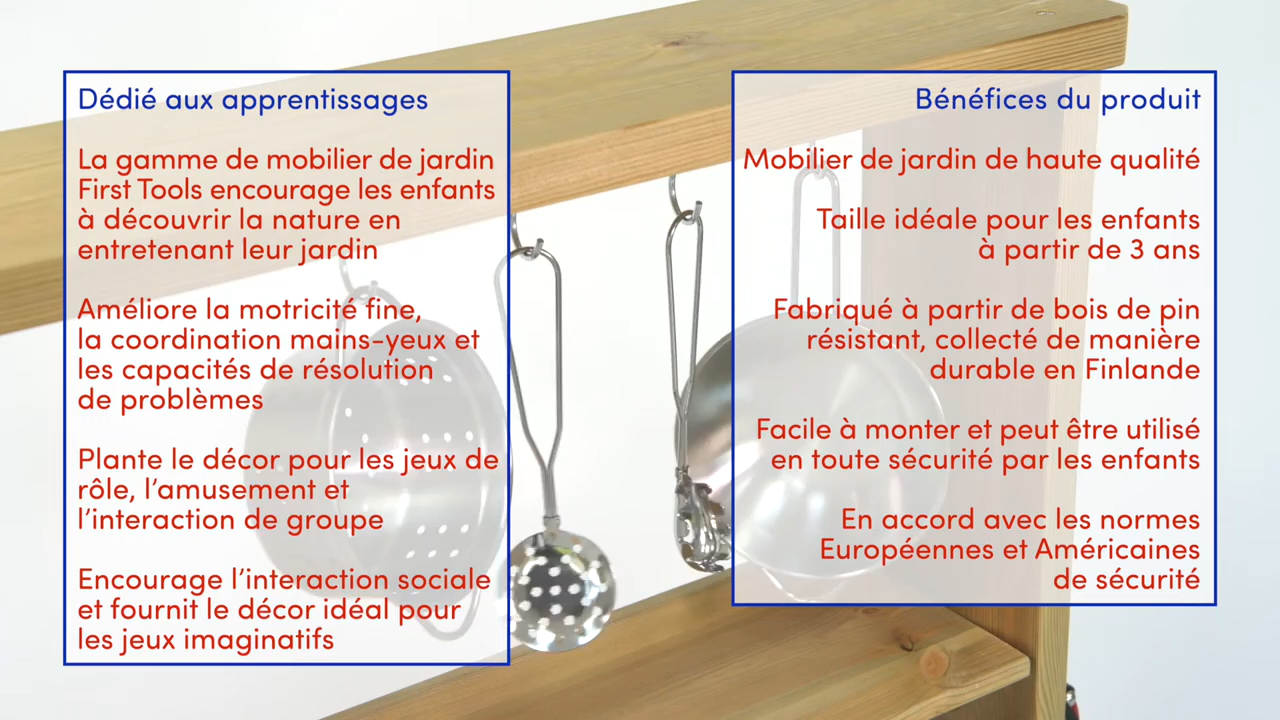 Dédié aux apprentissages
La gamme de mobilier de jardin
First Tools encourage les enfants
à découvrir la nature en
entretenant leur jardin
Améliore la motricité fine,
la coordination mains-yeux et
les capacités de résolution
de problèmes
Plante le décor pour les jeux de
rôle, l'amusement et
l'interaction de groupe
Encourage l'interaction sociale
et fournit le décor idéal pour
les jeux imaginatifs
Bénéfices du produit
Mobilier de jardin de haute qualité
Taille idéale pour les enfants
à partir de 3 ans
Fabriqué à partir de bois de pin
résistant, collecté de manière
durable en Finlande
Facile à monter et peut être utilisé
en toute sécurité par les enfants
En accord avec les normes
Européennes et Américaines
de sécurité